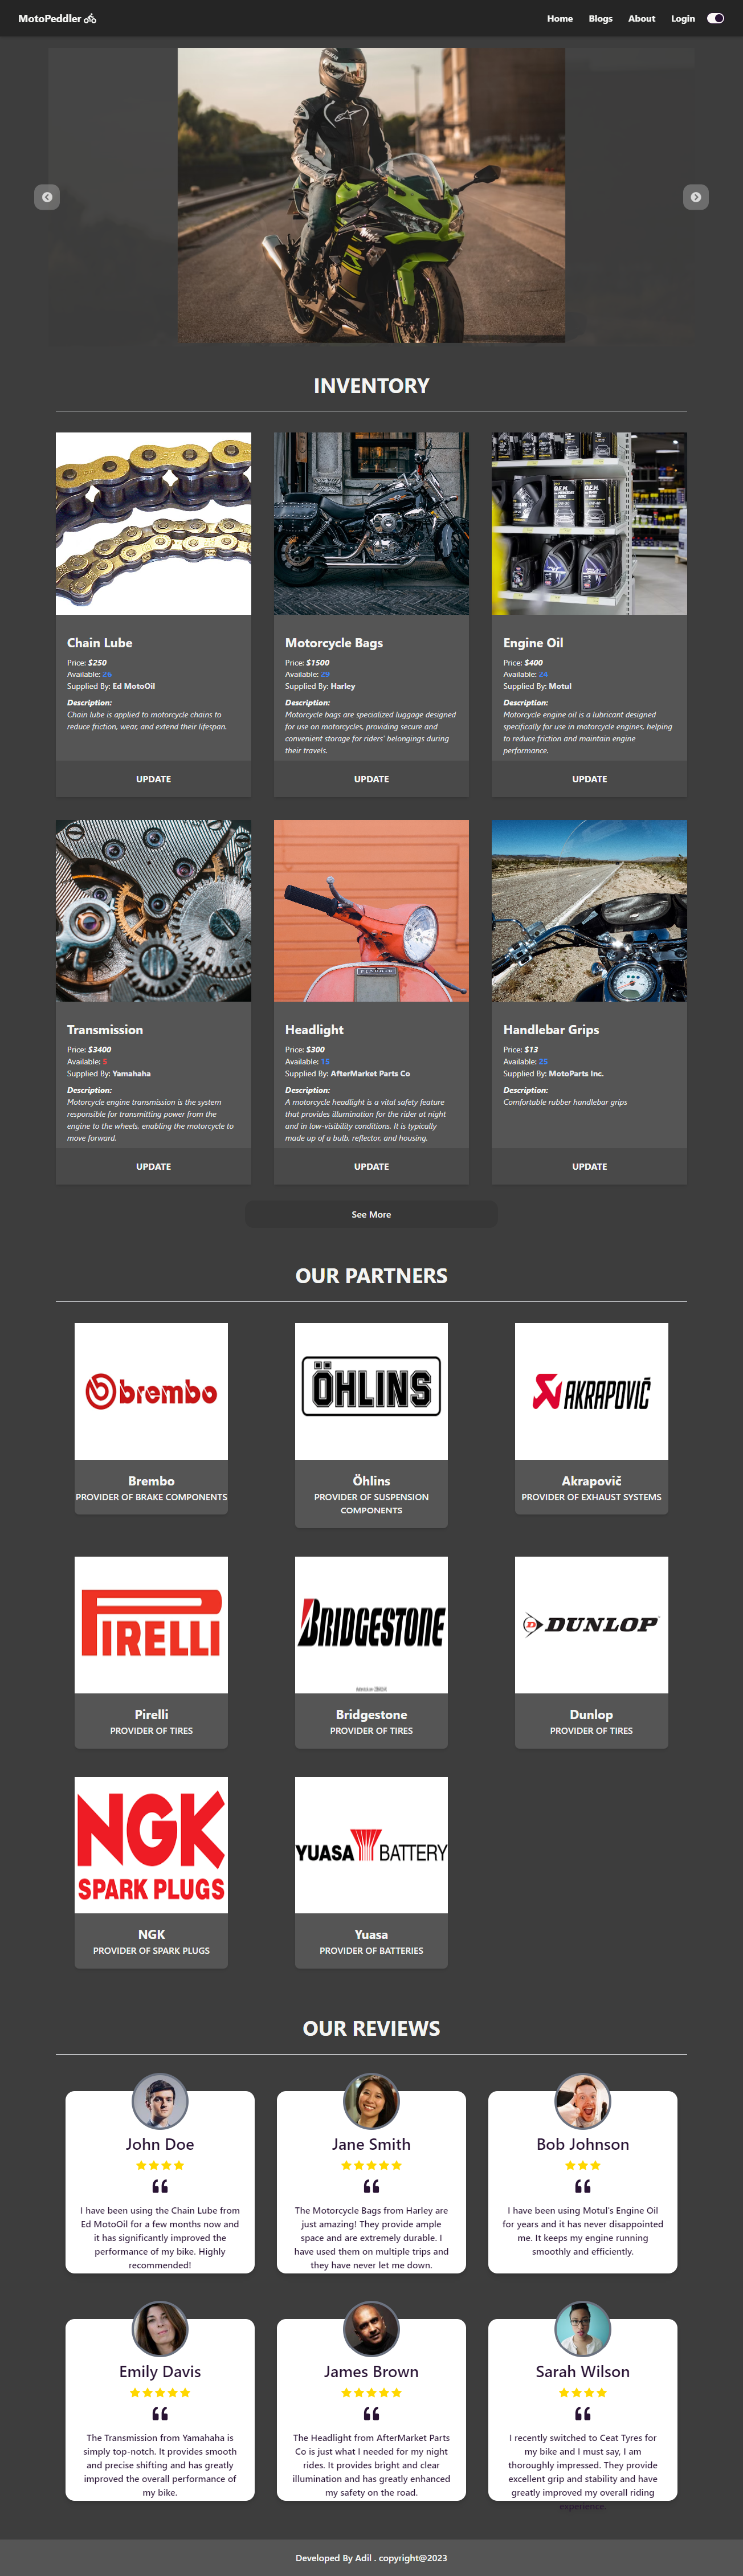 MotoPeddler
Home Blogs About Login
INVENTORY
Chain Lube
Price: $250
Available: 26
Supplied By: Ed MotoOil
Description:
Chain lube is applied to motorcycle chains to
reduce friction, wear, and extend their lifespan.
UPDATE
Motorcycle Bags
Price: $1500
Available: 29
Supplied By: Harley
Description:
Motorcycle bags are specialized luggage designed
for use on motorcycles, providing secure and
convenient storage for riders' belongings during
their travels.
UPDATE
Engine Oil
Price: $400
Available: 24
Supplied By: Motul
Description:
Motorcycle engine oil is a lubricant designed
specifically for use in motorcycle engines, helping
to reduce friction and maintain engine
performance.
UPDATE
Transmission
Price: $3400
Available: 5
Supplied By: Yamahaha
Description:
Motorcycle engine transmission is the system
responsible for transmitting power from the
engine to the wheels, enabling the motorcycle to
move forward.
UPDATE
Headlight
Price: $300
Available: 15
Supplied By: AfterMarket Parts Co
Description:
A motorcycle headlight is a vital safety feature
that provides illumination for the rider at night
and in low-visibility conditions. It is typically
made up of a bulb, reflector, and housing.
UPDATE
Handlebar Grips
Price: $13
Available: 25
Supplied By: MotoParts Inc.
Description:
Comfortable rubber handlebar grips
UPDATE
See More
OUR PARTNERS
brembo
Brembo
PROVIDER OF BRAKE COMPONENTS
ÖHLINS
Öhlins
PROVIDER OF SUSPENSION
COMPONENTS
AKRAPOVIČ
Akrapovič
PROVIDER OF EXHAUST SYSTEMS
PIRELLI
Pirelli
PROVIDER OF TIRES
BRIDGESTONE
Bridgestone
PROVIDER OF TIRES
D DUNLOP
Dunlop
PROVIDER OF TIRES
NGK
SPARK PLUGS
NGK
PROVIDER OF SPARK PLUGS
YUASA BATTERY
Yuasa
PROVIDER OF BATTERIES
OUR REVIEWS
John Doe
I have been using the Chain Lube from
Ed MotoOil for a few months now and
it has significantly improved the
performance of my bike. Highly
recommended!
Jane Smith
The Motorcycle Bags from Harley are
just amazing! They provide ample
space and are extremely durable. I
have used them on multiple trips and
they have never let me down.
Bob Johnson
I have been using Motul's Engine Oil
for years and it has never disappointed
me. It keeps my engine running
smoothly and efficiently.
Emily Davis
The Transmission from Yamahaha is
simply top-notch. It provides smooth
and precise shifting and has greatly
improved the overall performance of
my bike.
James Brown
The Headlight from AfterMarket Parts
Co is just what I needed for my night
rides. It provides bright and clear
illumination and has greatly enhanced
my safety on the road.
Sarah Wilson
I recently switched to Ceat Tyres for
my bike and I must say, I am
thoroughly impressed. They provide
excellent grip and stability and have
greatly improved my overall riding
experience.
Developed By Adil . copyright@2023